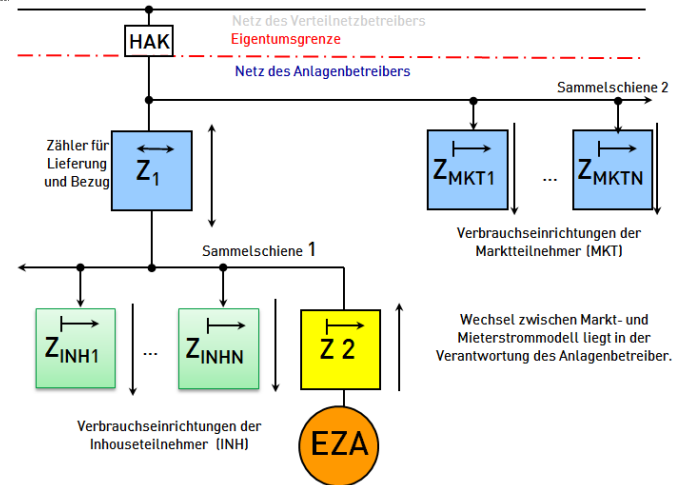 Netz des Verteilnetzbetreibers
HAK
Eigentumsgrenze
Netz des Anlagenbetreibers
Sammelschiene 2
Zähler für
Lieferung
und Bezug
Z1
ZMKT1
...
ZMKTN
Verbrauchseinrichtungen der
Marktteilnehmer (MKT)
Sammelschiene 1
ZINH1
...
ZINHN
Z 2
Wechsel zwischen Markt- und
Mieterstrommodell liegt in der
Verantwortung des Anlagenbetreiber.
Verbrauchseinrichtungen der
Inhouseteilnehmer (INH)
EZA